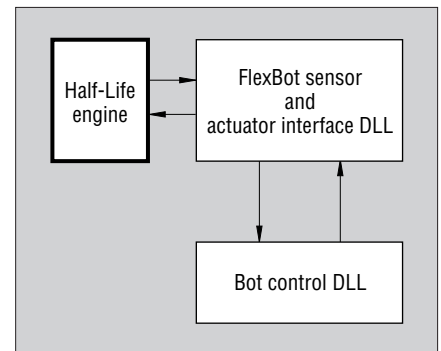 Half-Life
engine
FlexBot sensor
and
actuator interface DLL
Bot control DLL